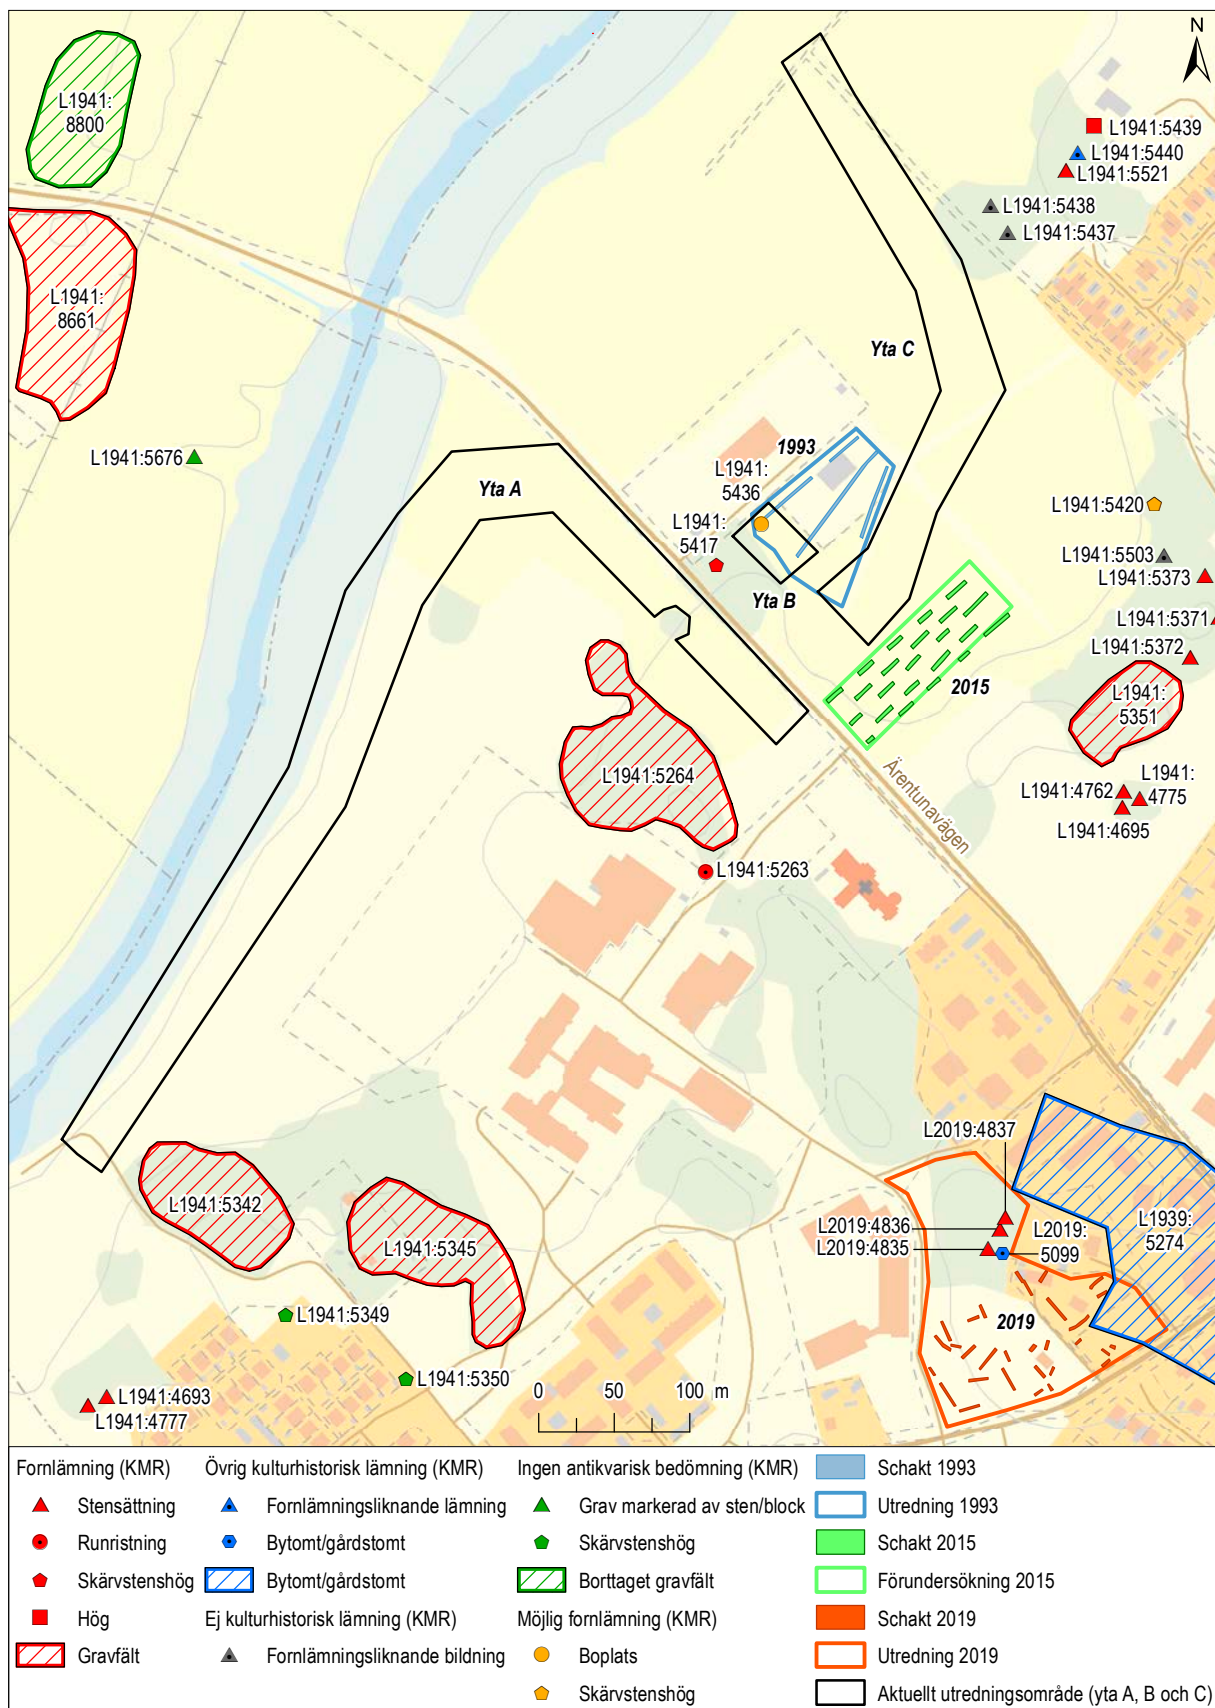 N
L1941:
8800
L1941:5439
L1941:5440
L1941:5521
L1941:5438
L1941:5437
L1941:
8661
Yta C
L1941:5676
1993
L1941:
5436
Yta A
L1941:5420
L1941:
5417
L1941:5503
L1941:5373
Yta B
L1941:5371
L1941:5372
2015
L1941:
5351
L1941:5264
Ärentunavägen
L1941:4762
L1941:
4775
L1941:4695
L1941:5263
L2019:4837
L1941:5342
L2019:4836
L2019:4835
L2019:
5099
L1939:
5274
L1941:5345
L1941:5349
2019
L1941:5350
L1941:4693
L1941:4777
0 50 100 m
Fornlämning (KMR)
Stensättning
Runristning
Skärvstenshög
Hög
Gravfält
Övrig kulturhistorisk lämning (KMR)
Fornlämningsliknande lämning
Bytomt/gårdstomt
Bytomt/gårdstomt
Ej kulturhistorisk lämning (KMR)
Fornlämningsliknande bildning
Ingen antikvarisk bedömning (KMR)
Grav markerad av sten/block
Skärvstenshög
Borttaget gravfält
Möjlig fornlämning (KMR)
Boplats
Skärvstenshög
Schakt 1993
Utredning 1993
Schakt 2015
Förundersökning 2015
Schakt 2019
Utredning 2019
Aktuellt utredningsområde (yta A, B och C)